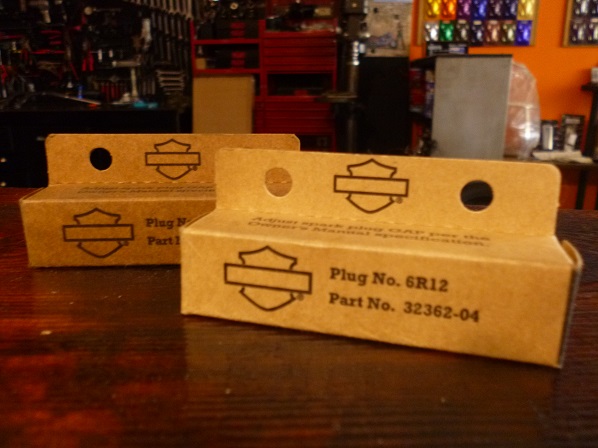 Adjust spark plug GAP per the
Owner's Manual specification.
Plug No. 6R12
Part No. 32362-04
Plug No
Part